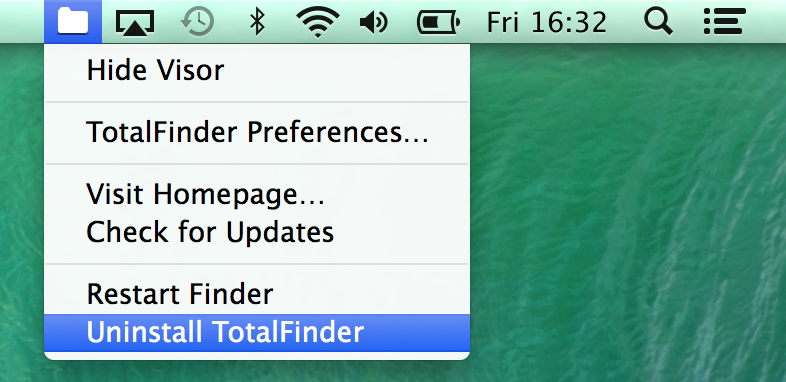 Fri 16:32
Hide Visor
TotalFinder Preferences…
Visit Homepage…
Check for Updates
Restart Finder
Uninstall TotalFinder